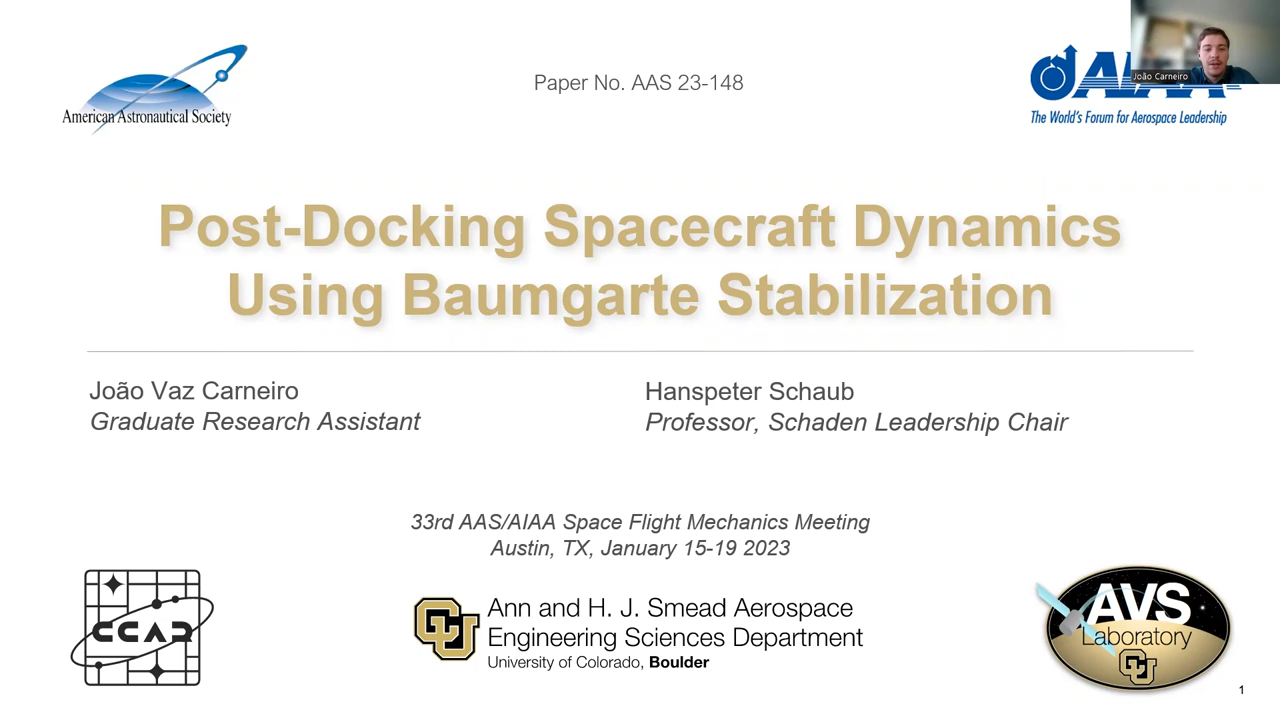 American Astronautical Society
Paper No. AAS 23-148
AIAA
João Carneiro
The World's Forum for Aerospace Leadership
Post-Docking Spacecraft Dynamics
Using Baumgarte Stabilization
João Vaz Carneiro
Graduate Research Assistant
Hanspeter Schaub
Professor, Schaden Leadership Chair
33rd AAS/AIAA Space Flight Mechanics Meeting
Austin, TX, January 15-19 2023
CCAR
CU
Ann and H. J. Smead Aerospace
Engineering Sciences Department
University of Colorado, Boulder
AVS
Laboratory
CU
1